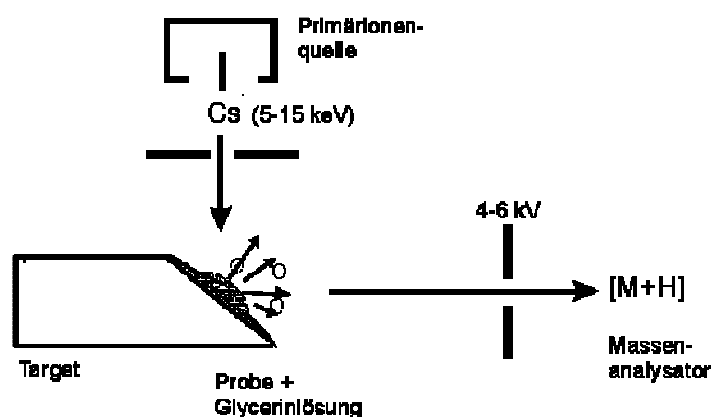 Primärionen-
quelle
Cs (5-15 keV)
4-6 kV
[M+H]
Massen-
analysator
Target
Probe +
Glycerinlösung